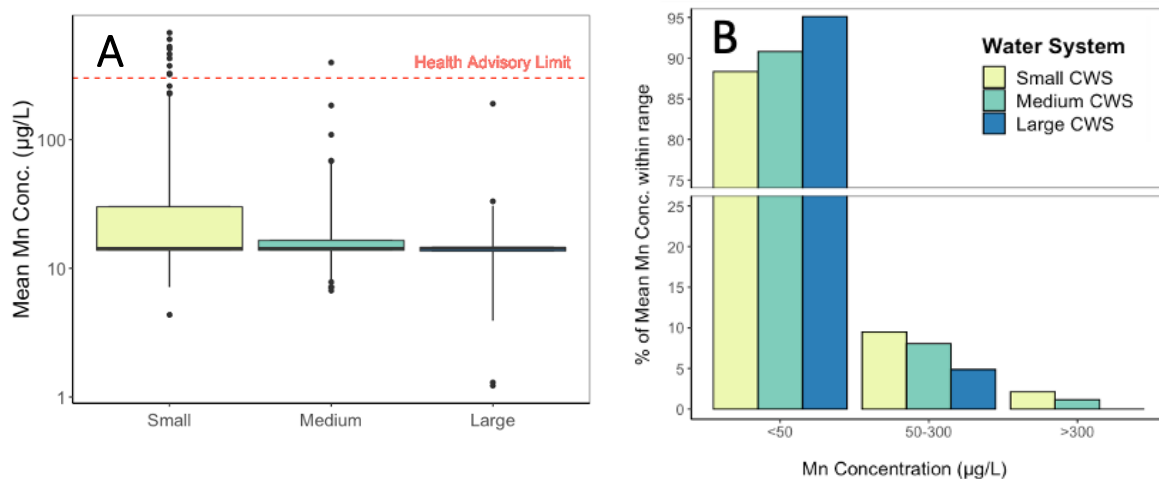 A
Health Advisory Limit
Mean Mn Conc. (µg/L)
100
10
1
Small
Medium
Large
B
Water System
Small CWS
Medium CWS
Large CWS
% of Mean Mn Conc. within range
95
90
85
80
75
25
20
15
10
5
0
<50
50-300
>300
Mn Concentration (µg/L)